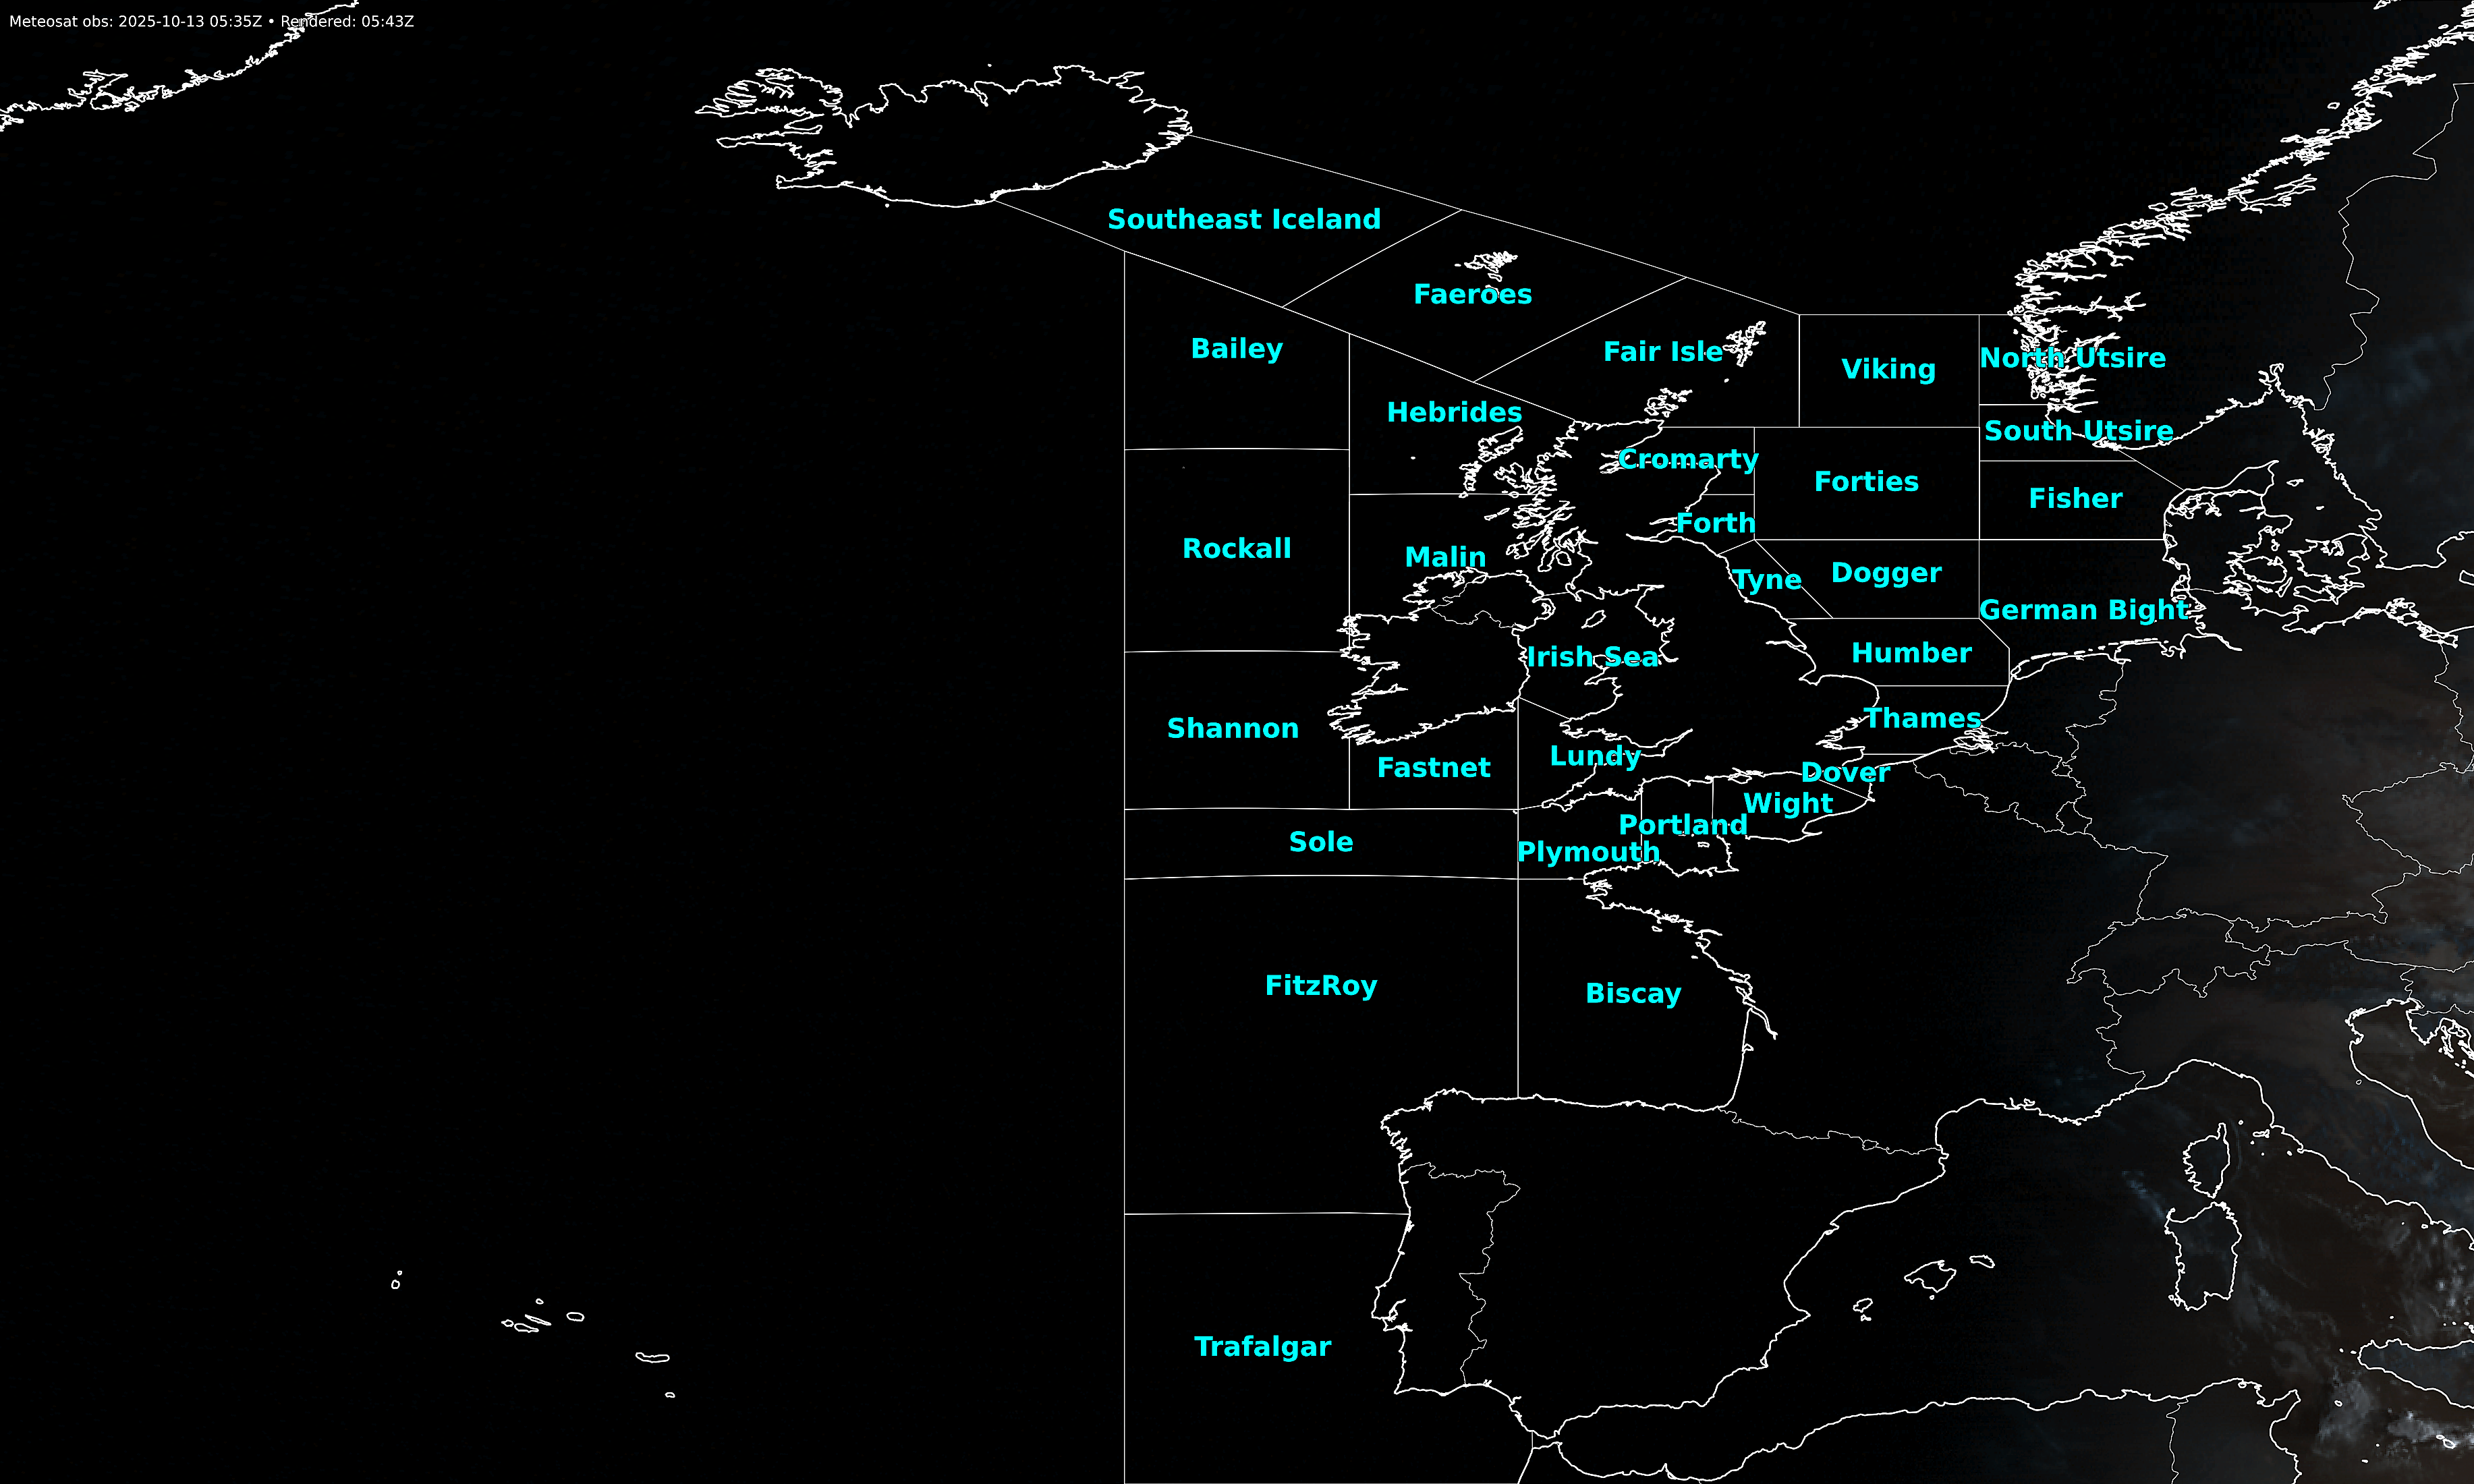 Meteosat obs: 2025-10-13 05:35Z • Rendered: 05:43Z
Southeast Iceland
Faeroes
Bailey
Fair Isle
Viking
North Utsire
Hebrides
South Utsire
Cromarty
Forties
Fisher
Forth
Rockall
Malin
Tyne
Dogger
German Bight
Irish Sea
Humber
Thames
Shannon
Fastnet
Lundy
Dover
Wight
Portland
Sole
Plymouth
FitzRoy
Biscay
Trafalgar